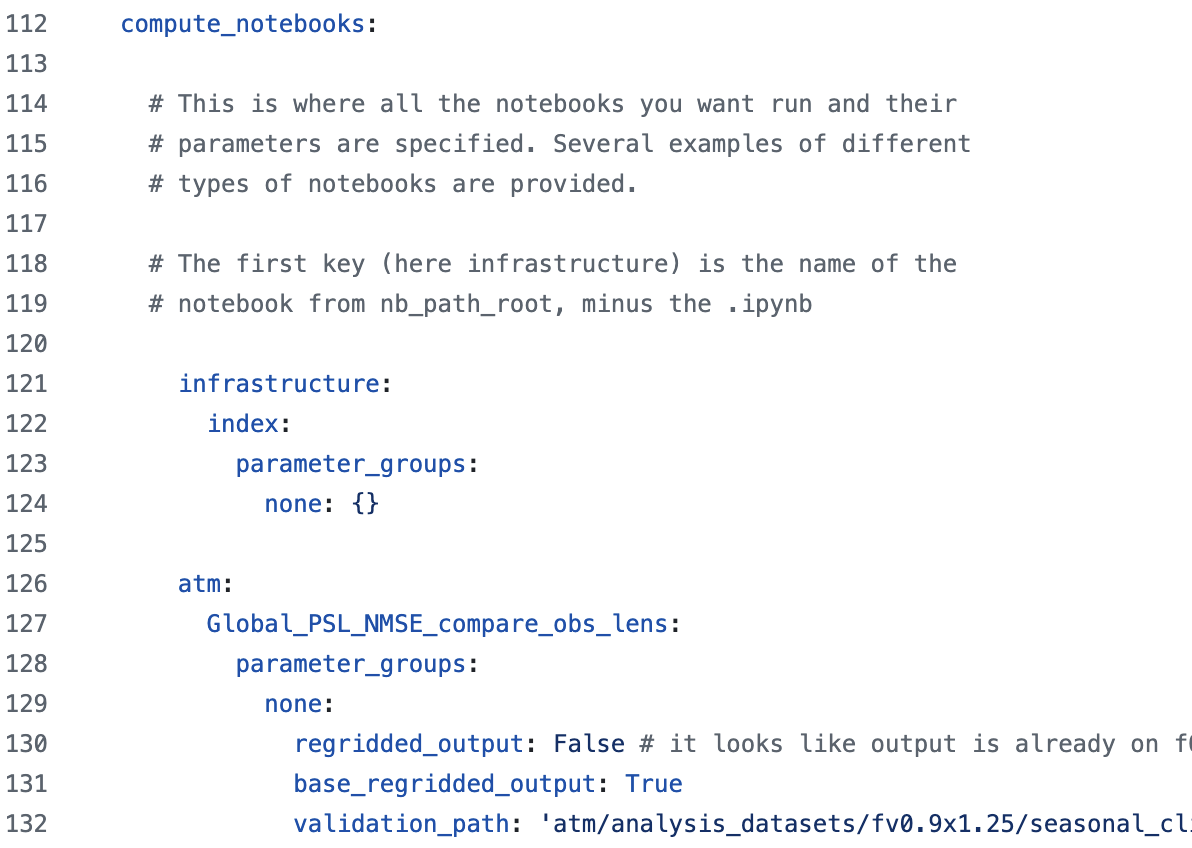 112 compute_notebooks:
113
114 # This is where all the notebooks you want run and their
115 # parameters are specified. Several examples of different
116 # types of notebooks are provided.
117
118 # The first key (here infrastructure) is the name of the
119 # notebook from nb_path_root, minus the .ipynb
120
121 infrastructure:
122 index:
123 parameter_groups:
124 none: {}
125
126 atm:
127 Global_PSL_NMSE_compare_obs_lens:
128 parameter_groups:
129 none:
130 regridded_output: False # it looks like output is already on
131 base_regridded_output: True
132 validation_path: 'atm/analysis_datasets/fv0.9x1.25/seasonal_cl